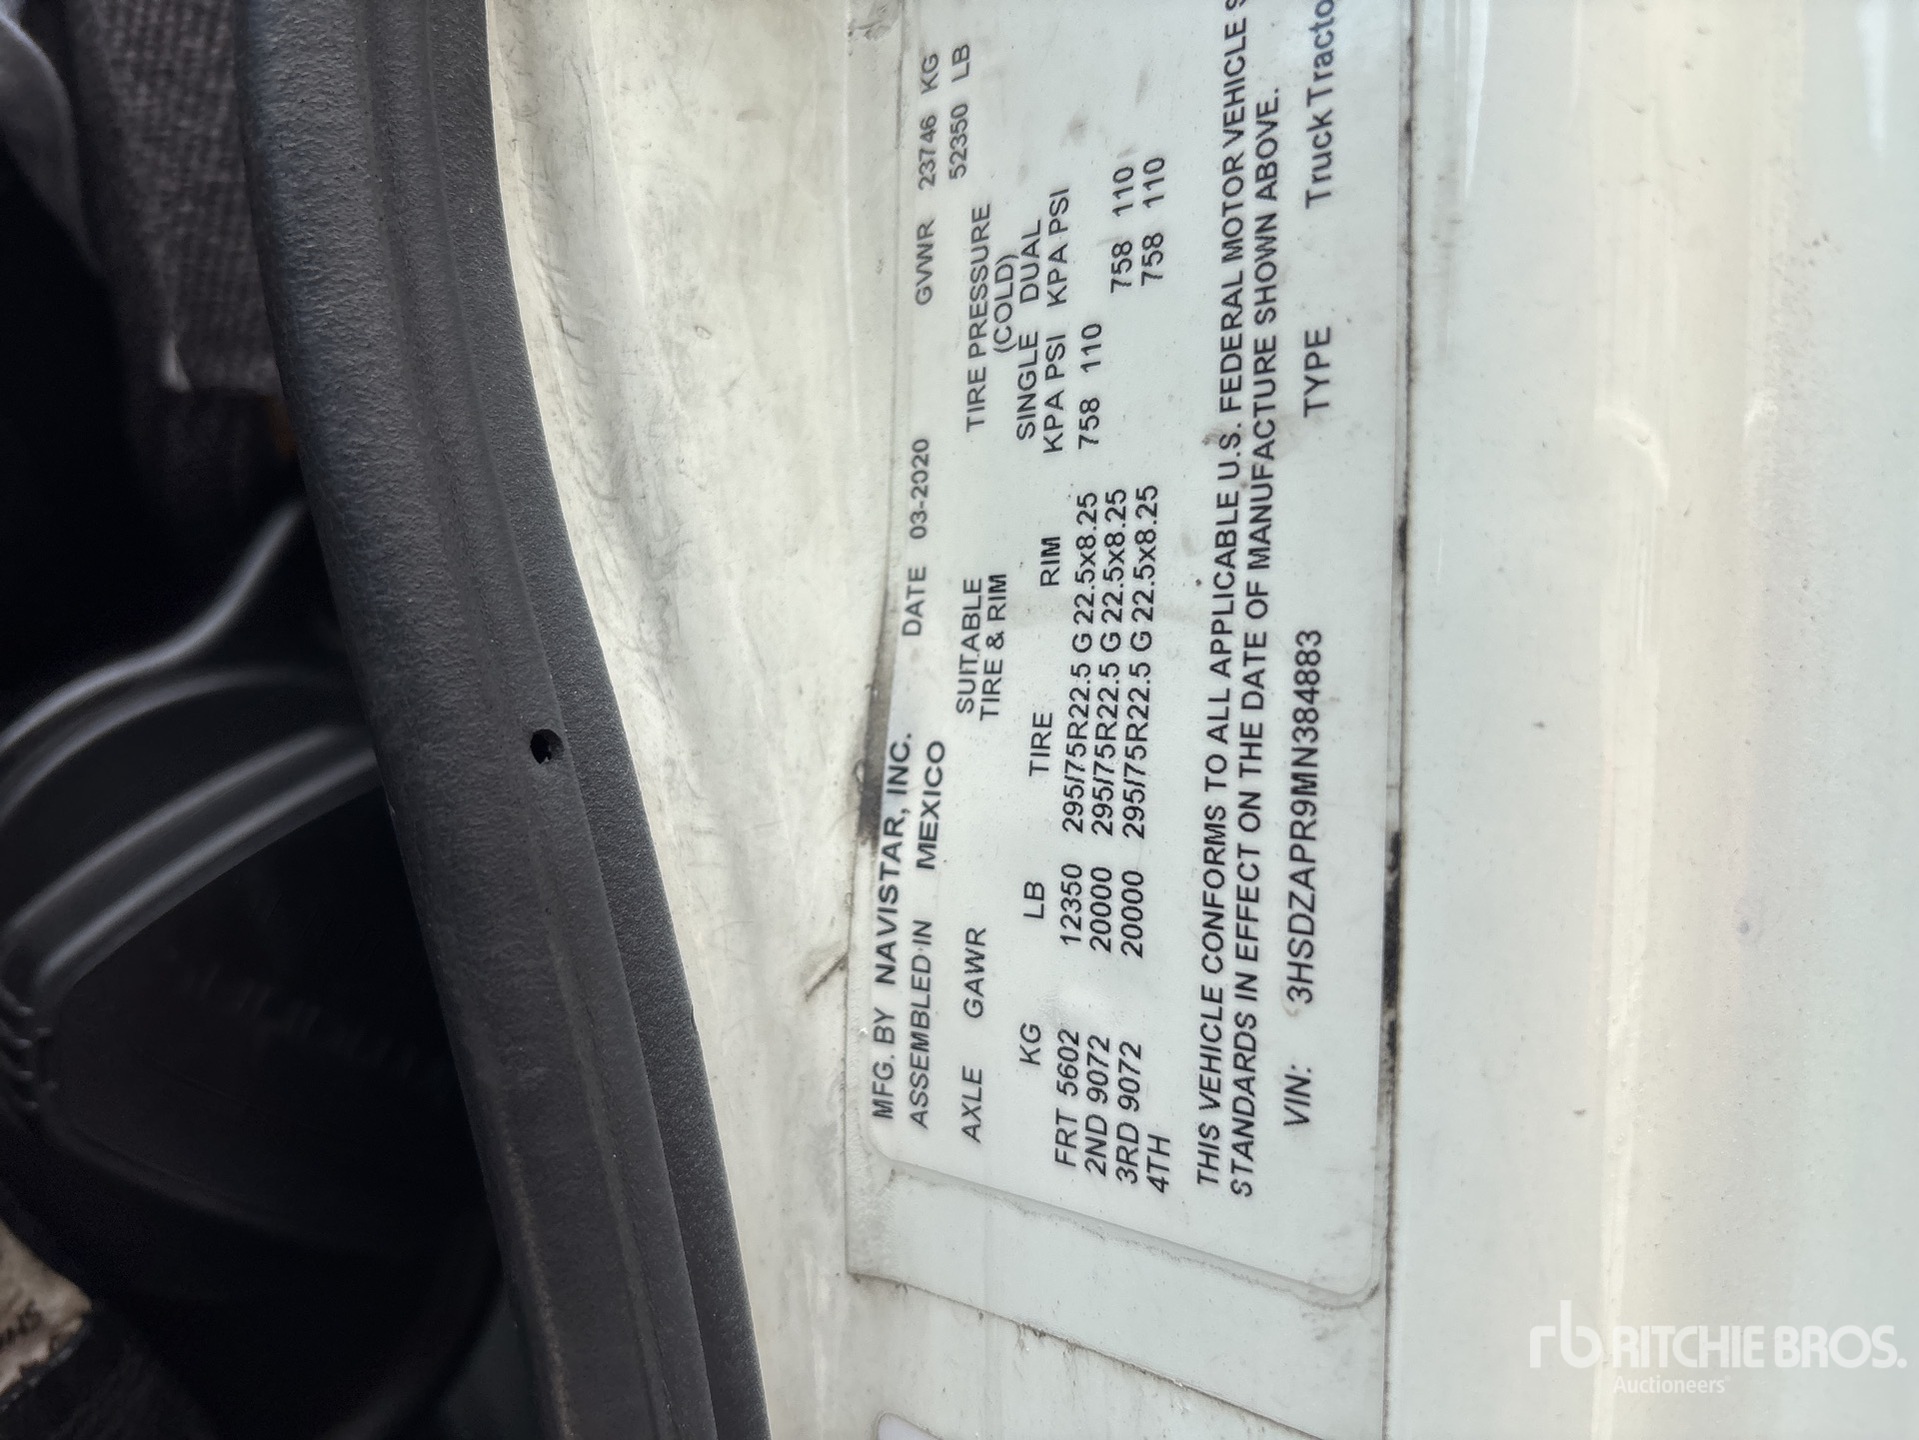 MFG. BY NAVISTAR, INC.
ASSEMBLED IN MEXICO DATE 03-2020 GVWR 23746 KG
52350 LB
AXLE GAWR SUITABLE TIRE & RIM TIRE PRESSURE (COLD)
SINGLE DUAL
KG LB TIRE RIM KPA PSI KPA PSI
FRT 5602 12350 295/75R22.5 G 22.5x8.25 758 110
2ND 9072 20000 295/75R22.5 G 22.5x8.25 758 110
3RD 9072 20000 295/75R22.5 G 22.5x8.25 758 110
4TH
THIS VEHICLE CONFORMS TO ALL APPLICABLE U.S. FEDERAL MOTOR VEHICLE S
STANDARDS IN EFFECT ON THE DATE OF MANUFACTURE SHOWN ABOVE.
VIN: 3HSDZAPR9MN384883 TYPE Truck Tracto
rb RITCHIE BROS.
Auctioneers